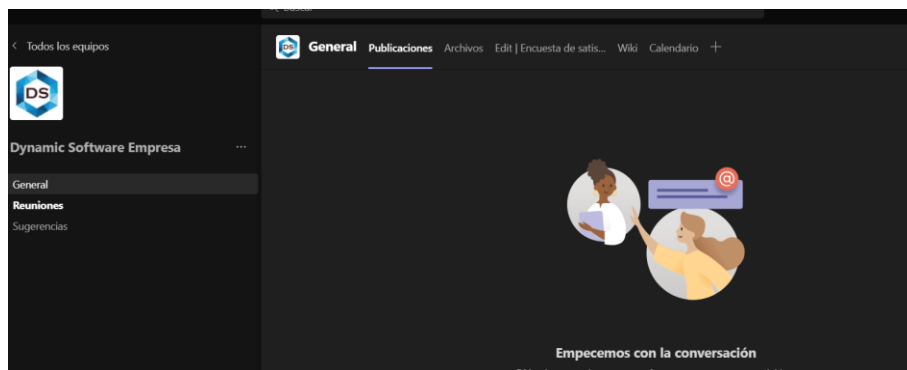 Buscar
Todos los equipos
DS
Dynamic Software Empresa ...
General
Reuniones
Sugerencias
DS General Publicaciones Archivos Edit | Encuesta de satis... Wiki Calendario +
@
Empecemos con la conversación